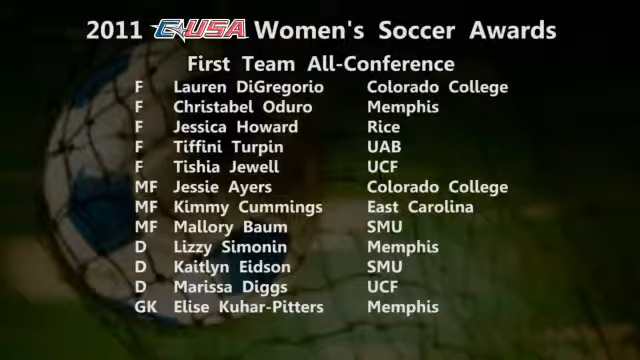 2011 C USA Women's Soccer Awards
First Team All-Conference
F Lauren DiGregorio Colorado College
F Christabel Oduro Memphis
F Jessica Howard Rice
F Tiffini Turpin UAB
F Tishia Jewell UCF
MF Jessie Ayers Colorado College
MF Kimmy Cummings East Carolina
MF Mallory Baum SMU
D Lizzy Simonin Memphis
D Kaitlyn Eidson SMU
D Marissa Diggs UCF
GK Elise Kuhar-Pitters Memphis